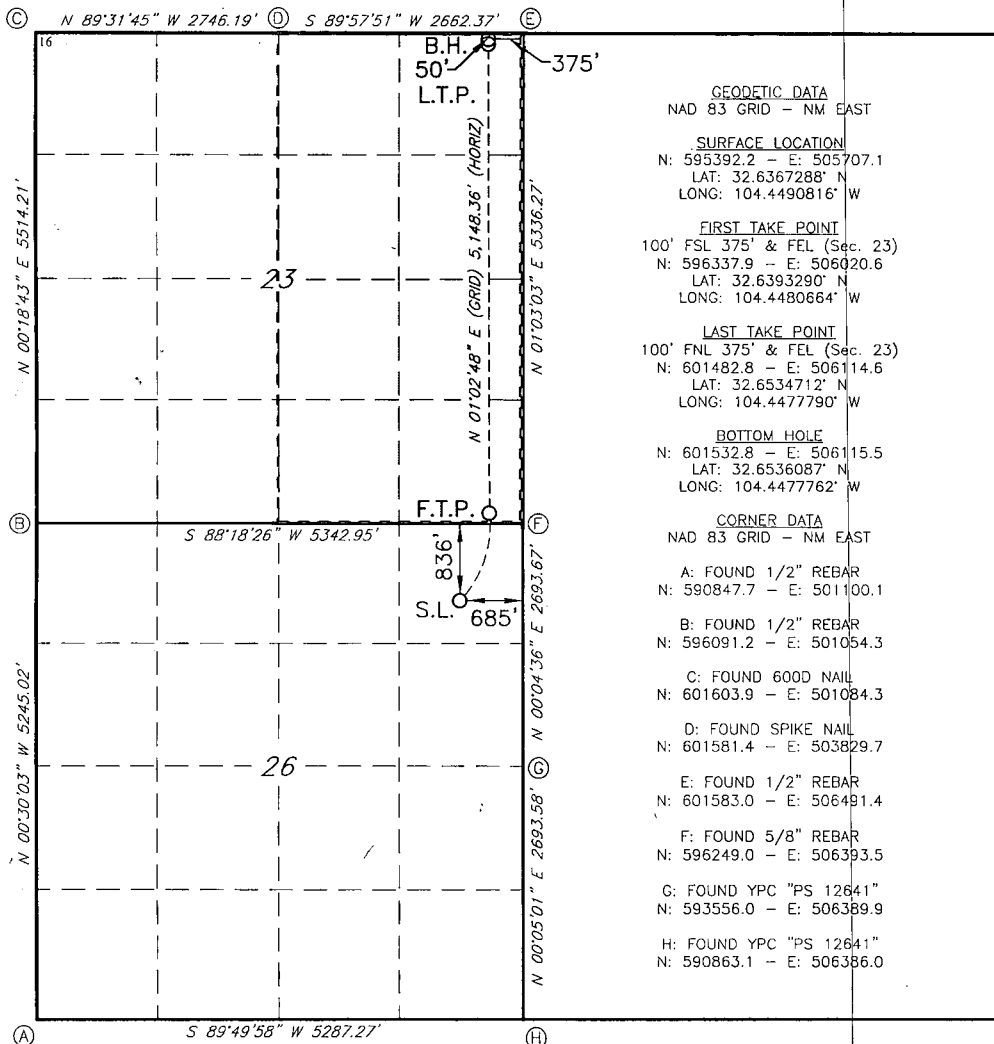 C N 89°31'45" W 2746.19' D S 89°57'51" W 2662.37' E
16
B.H.
50'
375'
L.T.P.
N 00°18'43" E 5514.21'
N 01°02'48" E (GRID) 5,148.36' (HORIZ)
N 01°03'03" E 5336.27'
23
F.T.P.
B
S 88°18'26" W 5342.95'
F
836'
S.L.
685'
N 00°04'36" E 2693.67'
N 00°30'03" W 5245.02'
26
G
N 00°05'01" E 2693.58'
A
S 89°49'58" W 5287.27'
H
GEODETIC DATA
NAD 83 GRID - NM EAST
SURFACE LOCATION
N: 595392.2 - E: 505707.1
LAT: 32.6367288° N
LONG: 104.4490816° W
FIRST TAKE POINT
100' FSL 375' & FEL (Sec. 23)
N: 596337.9 - E: 506020.6
LAT: 32.6393290° N
LONG: 104.4480664° W
LAST TAKE POINT
100' FNL 375' & FEL (Sec. 23)
N: 601482.8 - E: 506114.6
LAT: 32.6534712° N
LONG: 104.4477790° W
BOTTOM HOLE
N: 601532.8 - E: 506115.5
LAT: 32.6536087° N
LONG: 104.4477762° W
CORNER DATA
NAD 83 GRID - NM EAST
A: FOUND 1/2" REBAR
N: 590847.7 - E: 501100.1
B: FOUND 1/2" REBAR
N: 596091.2 - E: 501054.3
C: FOUND 600D NAIL
N: 601603.9 - E: 501084.3
D: FOUND SPIKE NAIL
N: 601581.4 - E: 503829.7
E: FOUND 1/2" REBAR
N: 601583.0 - E: 506491.4
F: FOUND 5/8" REBAR
N: 596249.0 - E: 506393.5
G: FOUND YPC "PS 12641"
N: 593556.0 - E: 506389.9
H: FOUND YPC "PS 12641"
N: 590863.1 - E: 506386.0